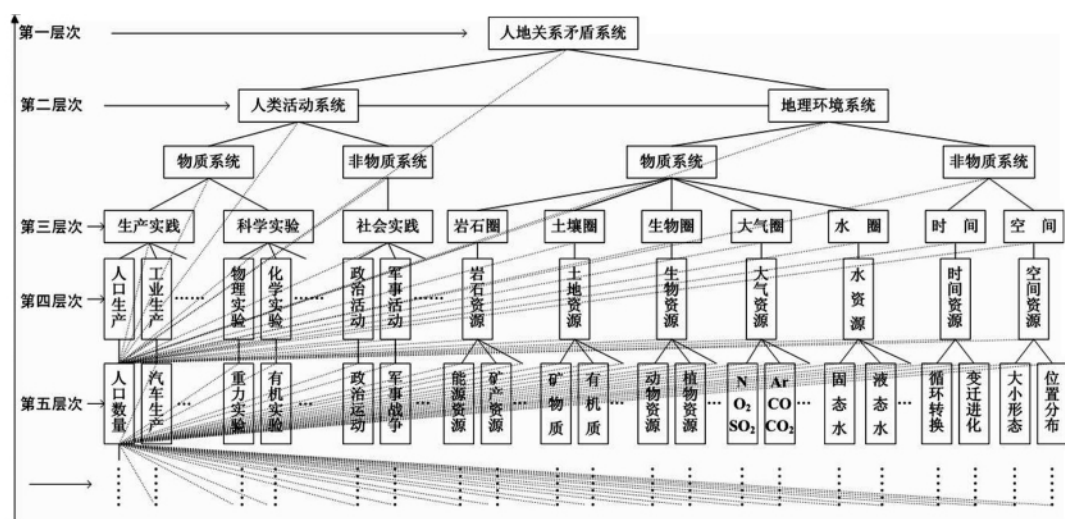 第一层次
人地关系矛盾系统
第二层次
人类活动系统
地理环境系统
物质系统
非物质系统
物质系统
非物质系统
第三层次
生产实践
科学实验
社会实践
岩石圈
土壤圈
生物圈
大气圈
水 圈
时 间
空 间
第四层次
人口生产
工业生产
……
物理实验
化学实验
……
政治活动
军事活动
…
岩石资源
土地资源
生物资源
大气资源
水资源
时间资源
空间资源
第五层次
人口数量
汽车生产
…
重力实验
有机实验
…
政治运动
军事战争
…
能源资源
矿产资源
…
矿物质
有机质
…
动物资源
植物资源
…
N
O₂
SO₂
Ar
CO
CO₂
…
固态水
液态水
…
循环转换
变迁进化
大小形态
位置分布